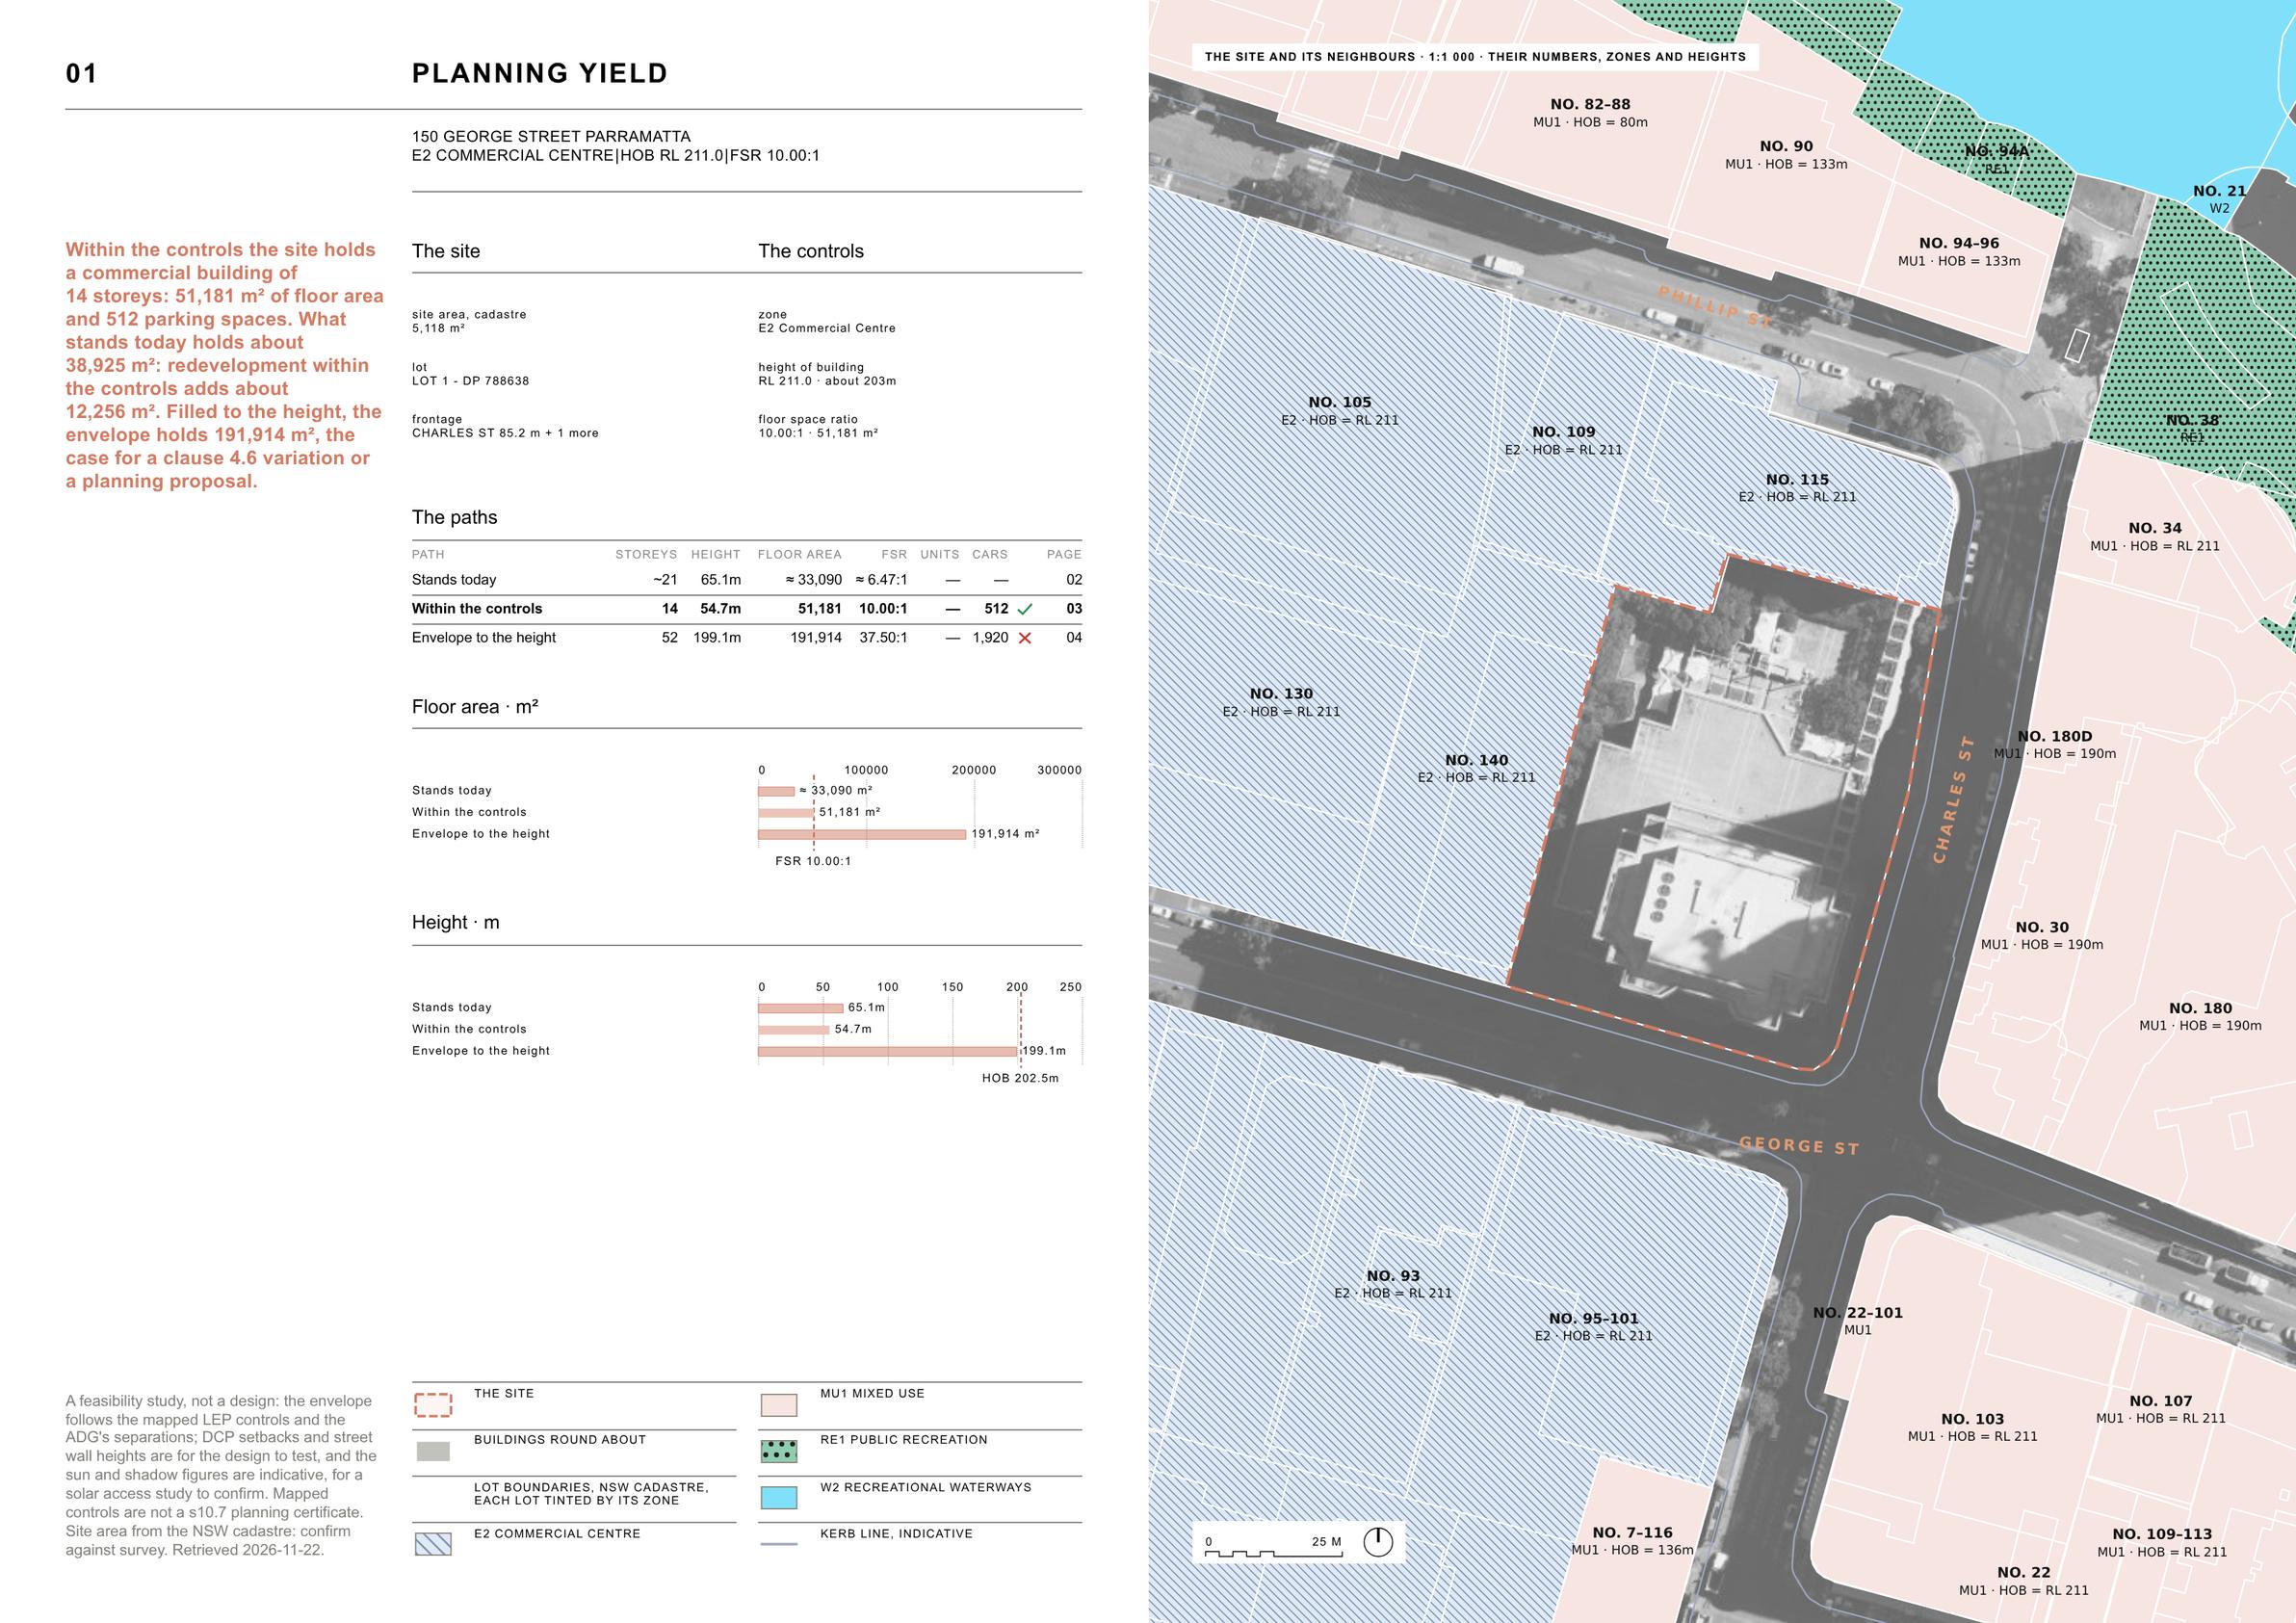 01
PLANNING YIELD
150 GEORGE STREET PARRAMATTA
E2 COMMERCIAL CENTRE|HOB RL 211.0|FSR 10.00:1
Within the controls the site holds
a commercial building of
14 storeys: 51,181 m² of floor area
and 512 parking spaces. What
stands today holds about
38,925 m²: redevelopment within
the controls adds about
12,256 m². Filled to the height, the
envelope holds 191,914 m², the
case for a clause 4.6 variation or
a planning proposal.
The site
site area, cadastre
5,118 m²
lot
LOT 1 - DP 788638
frontage
CHARLES ST 85.2 m + 1 more
The controls
zone
E2 Commercial Centre
height of building
RL 211.0 · about 203m
floor space ratio
10.00:1 · 51,181 m²
The paths
PATH STOREYS HEIGHT FLOOR AREA FSR UNITS CARS PAGE
Stands today ~21 65.1m ≈ 33,090 ≈ 6.47:1 — — 02
Within the controls 14 54.7m 51,181 10.00:1 — 512 ✓ 03
Envelope to the height 52 199.1m 191,914 37.50:1 — 1,920 ✕ 04
Floor area · m²
0 100000 200000 300000
Stands today ≈ 33,090 m²
Within the controls 51,181 m²
Envelope to the height 191,914 m²
FSR 10.00:1
Height · m
0 50 100 150 200 250
Stands today 65.1m
Within the controls 54.7m
Envelope to the height 199.1m
HOB 202.5m
A feasibility study, not a design: the envelope
follows the mapped LEP controls and the
ADG's separations; DCP setbacks and street
wall heights are for the design to test, and the
sun and shadow figures are indicative, for a
solar access study to confirm. Mapped
controls are not a s10.7 planning certificate.
Site area from the NSW cadastre: confirm
against survey. Retrieved 2026-11-22.
THE SITE
BUILDINGS ROUND ABOUT
LOT BOUNDARIES, NSW CADASTRE,
EACH LOT TINTED BY ITS ZONE
E2 COMMERCIAL CENTRE
MU1 MIXED USE
RE1 PUBLIC RECREATION
W2 RECREATIONAL WATERWAYS
KERB LINE, INDICATIVE
THE SITE AND ITS NEIGHBOURS · 1:1 000 · THEIR NUMBERS, ZONES AND HEIGHTS
NO. 82–88
MU1 · HOB = 80m
NO. 90
MU1 · HOB = 133m
NO. 94A
RE1
NO. 21
W2
NO. 94–96
MU1 · HOB = 133m
PHILLIP ST
NO. 105
E2 · HOB = RL 211
NO. 109
E2 · HOB = RL 211
NO. 38
RE1
NO. 115
E2 · HOB = RL 211
NO. 34
MU1 · HOB = RL 211
NO. 130
E2 · HOB = RL 211
NO. 140
E2 · HOB = RL 211
NO. 180D
MU1 · HOB = 190m
CHARLES ST
NO. 30
MU1 · HOB = 190m
NO. 180
MU1 · HOB = 190m
GEORGE ST
NO. 93
E2 · HOB = RL 211
NO. 95–101
E2 · HOB = RL 211
NO. 22–101
MU1
NO. 103
MU1 · HOB = RL 211
NO. 107
MU1 · HOB = RL 211
NO. 7–116
MU1 · HOB = 136m
NO. 109–113
MU1 · HOB = RL 211
NO. 22
MU1 · HOB = RL 211
0 25 M